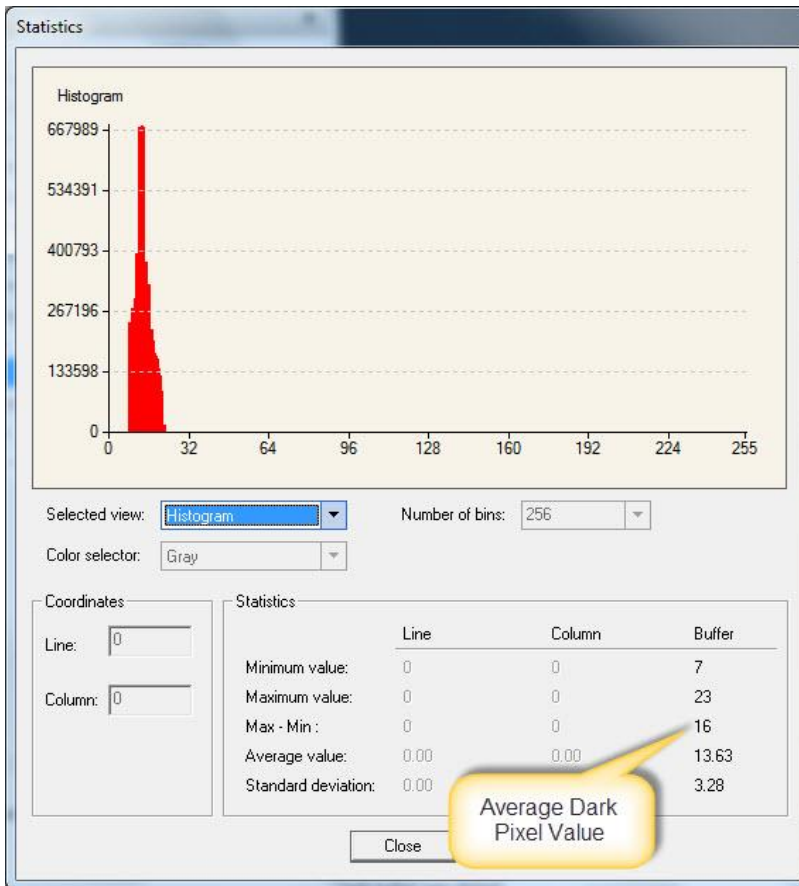 Statistics
Histogram
667989
534391
400793
267196
133598
0
0 32 64 96 128 160 192 224 255
Selected view: Histogram Number of bins: 256
Color selector: Gray
Coordinates
Line: 0
Column: 0
Statistics
Line Column Buffer
Minimum value: 0 0 7
Maximum value: 0 0 23
Max - Min : 0 0 16
Average value: 0.00 0.00 13.63
Standard deviation: 0.00 3.28
Average Dark
Pixel Value
Close